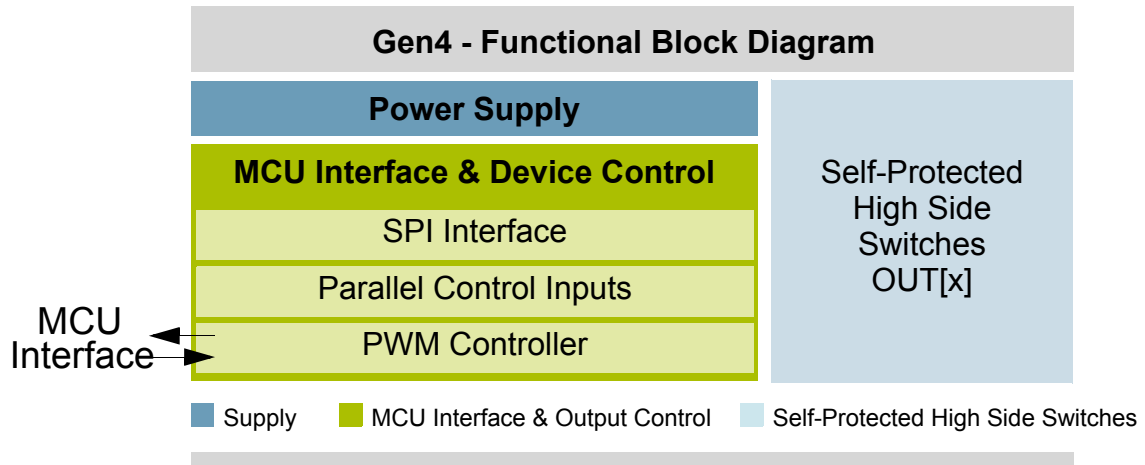 Gen4 - Functional Block Diagram
Power Supply
MCU Interface & Device Control
SPI Interface
Parallel Control Inputs
PWM Controller
MCU
Interface
Self-Protected
High Side
Switches
OUT[x]
Supply
MCU Interface & Output Control
Self-Protected High Side Switches